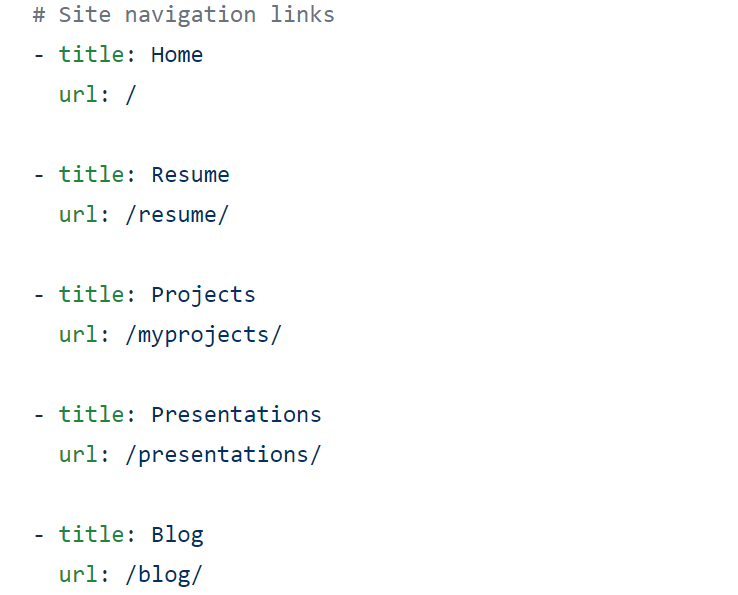 # Site navigation links
- title: Home
  url: /
- title: Resume
  url: /resume/
- title: Projects
  url: /myprojects/
- title: Presentations
  url: /presentations/
- title: Blog
  url: /blog/